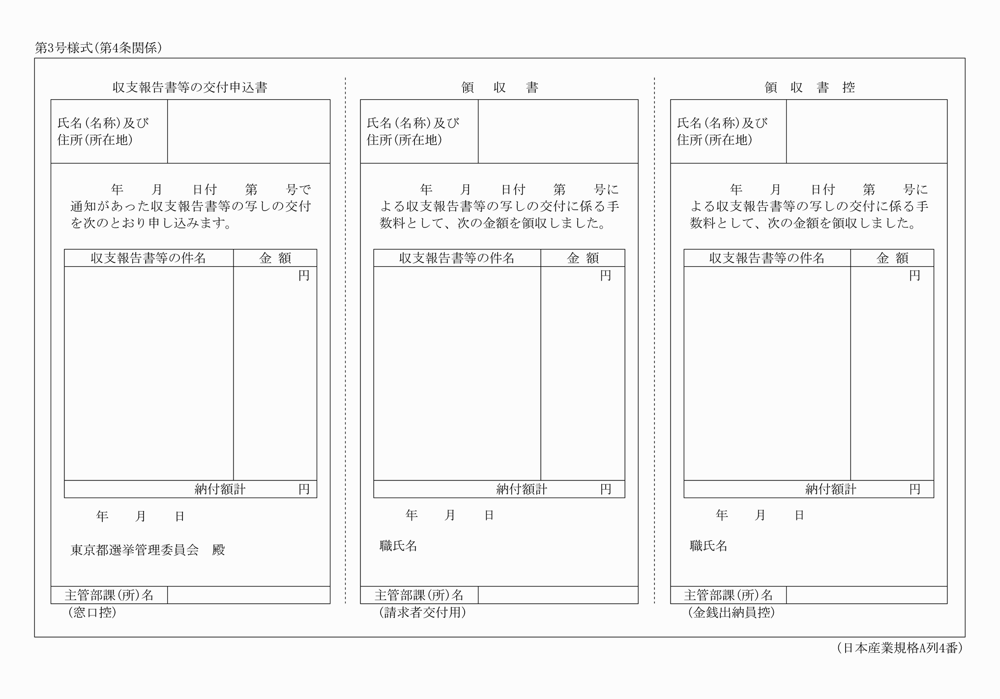 第3号様式(第4条関係)
収支報告書等の交付申込書
氏名(名称)及び
住所(所在地)
年　月　日付　第　号で
通知があった収支報告書等の写しの交付
を次のとおり申し込みます。
収支報告書等の件名　金 額
円
納付額計　円
年　月　日
東京都選挙管理委員会　殿
主管部課(所)名
(窓口控)
領　収　書
氏名(名称)及び
住所(所在地)
年　月　日付　第　号に
よる収支報告書等の写しの交付に係る手
数料として、次の金額を領収しました。
収支報告書等の件名　金 額
円
納付額計　円
年　月　日
職氏名
主管部課(所)名
(請求者交付用)
領　収　書　控
氏名(名称)及び
住所(所在地)
年　月　日付　第　号に
よる収支報告書等の写しの交付に係る手
数料として、次の金額を領収しました。
収支報告書等の件名　金 額
円
納付額計　円
年　月　日
職氏名
主管部課(所)名
(金銭出納員控)
(日本産業規格A列4番)